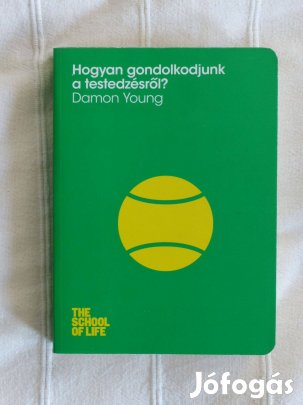 Hogyan gondolkodjunk
a testedzésről?
Damon Young
THE
SCHOOL
OF LIFE
Jófogás